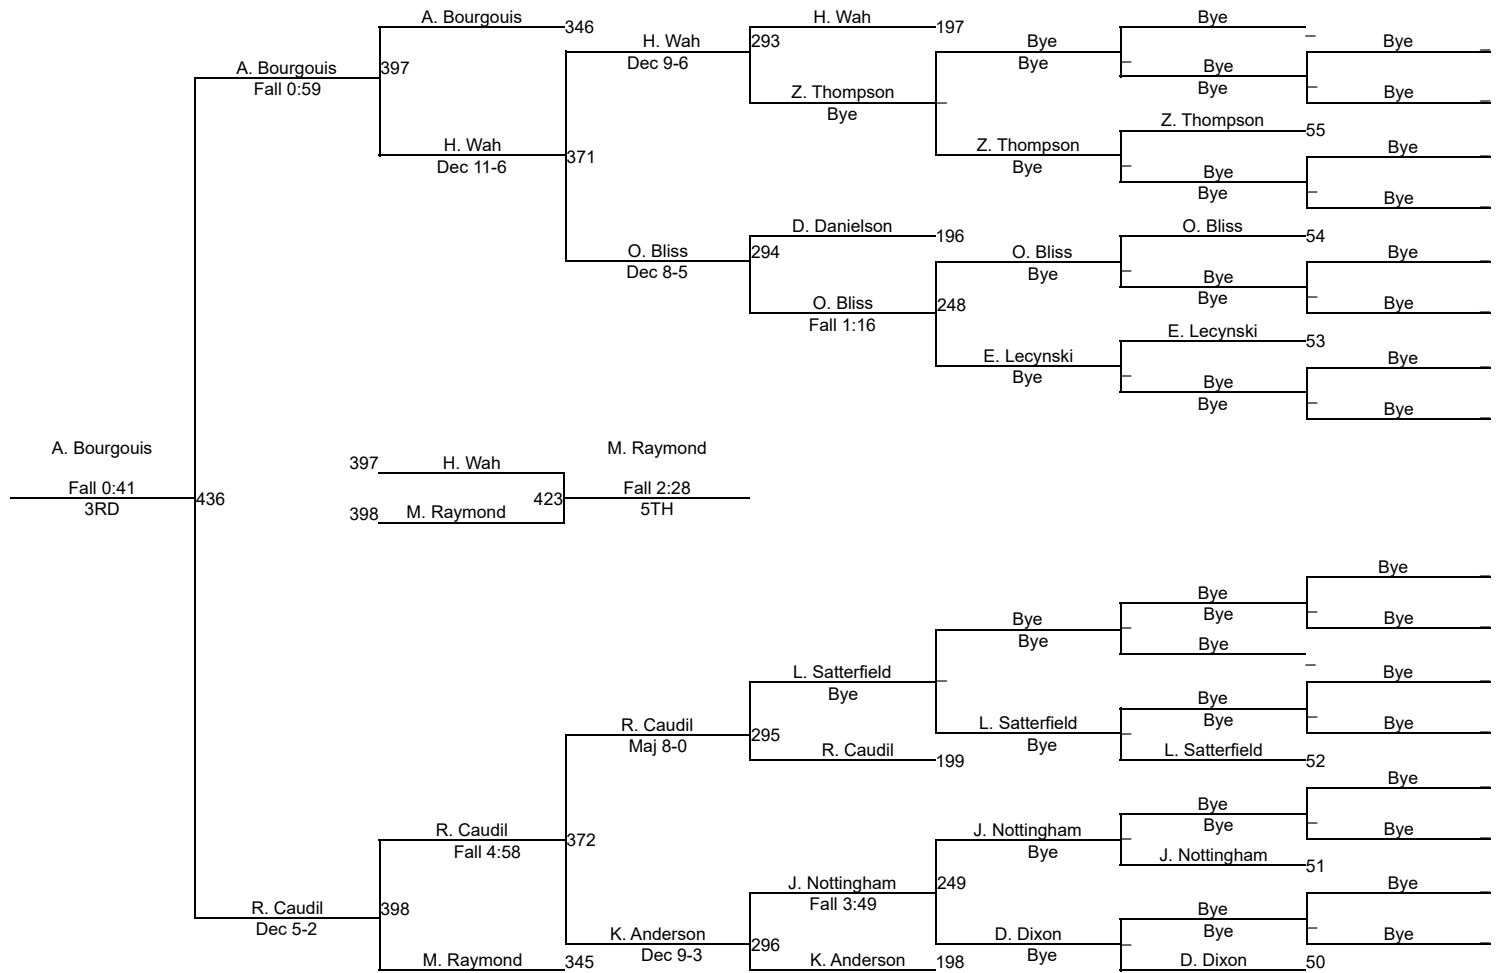 A. Bourgouis
346
H. Wah
197
Bye
H. Wah
293
Bye
Bye
Dec 9-6
Bye
A. Bourgouis
397
Bye
Fall 0:59
Bye
Z. Thompson
Bye
Bye
Z. Thompson
55
H. Wah
371
Z. Thompson
Bye
Dec 11-6
Bye
Bye
Bye
Bye
D. Danielson
196
O. Bliss
54
O. Bliss
294
O. Bliss
Bye
Dec 8-5
Bye
Bye
Bye
O. Bliss
248
Bye
Fall 1:16
E. Lecynski
53
E. Lecynski
Bye
Bye
Bye
Bye
Bye
A. Bourgouis
M. Raymond
397
H. Wah
Fall 0:41
436
423
Fall 2:28
3RD
5TH
398
M. Raymond
Bye
Bye
Bye
Bye
Bye
Bye
Bye
L. Satterfield
Bye
Bye
Bye
R. Caudil
295
L. Satterfield
Bye
Bye
Maj 8-0
Bye
R. Caudil
199
L. Satterfield
52
Bye
Bye
R. Caudil
372
J. Nottingham
Bye
Bye
Fall 4:58
Bye
J. Nottingham
51
J. Nottingham
249
Bye
Fall 3:49
R. Caudil
398
Bye
Dec 5-2
Bye
K. Anderson
296
D. Dixon
Bye
Dec 9-3
Bye
M. Raymond
345
K. Anderson
198
D. Dixon
50